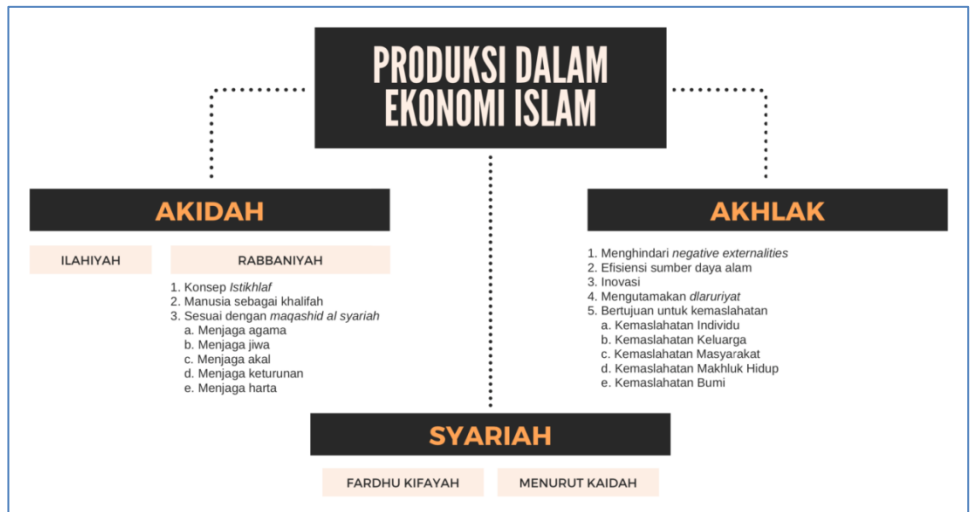 PRODUKSI DALAM
EKONOMI ISLAM
AKIDAH
ILAHIYAH
RABBANIYAH
1. Konsep Istikhlaf
2. Manusia sebagai khalifah
3. Sesuai dengan maqashid al syariah
a. Menjaga agama
b. Menjaga jiwa
c. Menjaga akal
d. Menjaga keturunan
e. Menjaga harta
AKHLAK
1. Menghindari negative externalities
2. Efisiensi sumber daya alam
3. Inovasi
4. Mengutamakan dlaruriyat
5. Bertujuan untuk kemaslahatan
a. Kemaslahatan Individu
b. Kemaslahatan Keluarga
c. Kemaslahatan Masyarakat
d. Kemaslahatan Makhluk Hidup
e. Kemaslahatan Bumi
SYARIAH
FARDHU KIFAYAH
MENURUT KAIDAH